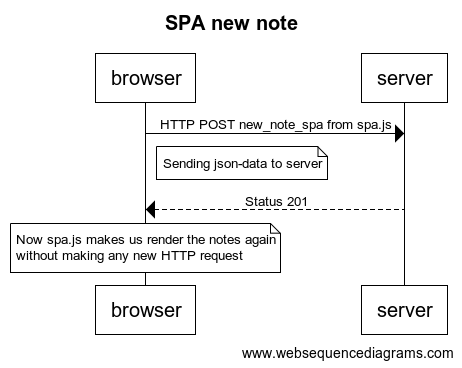 SPA new note
browser
server
HTTP POST new_note_spa from spa.js
Sending json-data to server
Status 201
Now spa.js makes us render the notes again
without making any new HTTP request
browser
server
www.websequencediagrams.com